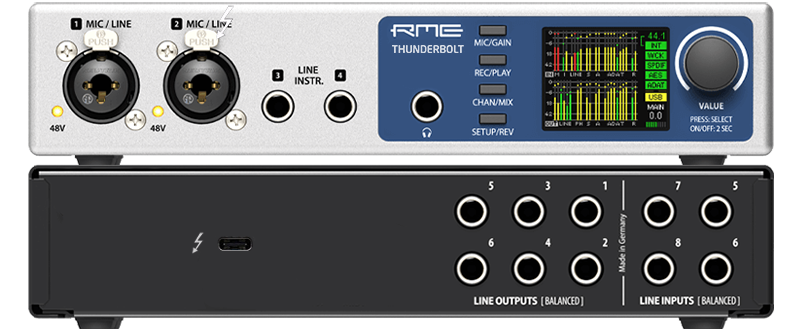 1 MIC / LINE
2 MIC / LINE
PUSH
PUSH
48V
48V
3 LINE 4
INSTR.
RME
THUNDERBOLT
MIC/GAIN
REC/PLAY
CHAN/MIX
SETUP/REV
44.1
INT
WCK
SPDIF
AES
ADAT
USB
MAIN
0.0
VALUE
PRESS: SELECT
ON/OFF: 2 SEC
5 3 1 7 5
6 4 2 8 6
Made in Germany
LINE OUTPUTS [ BALANCED ]
LINE INPUTS [ BALANCED ]